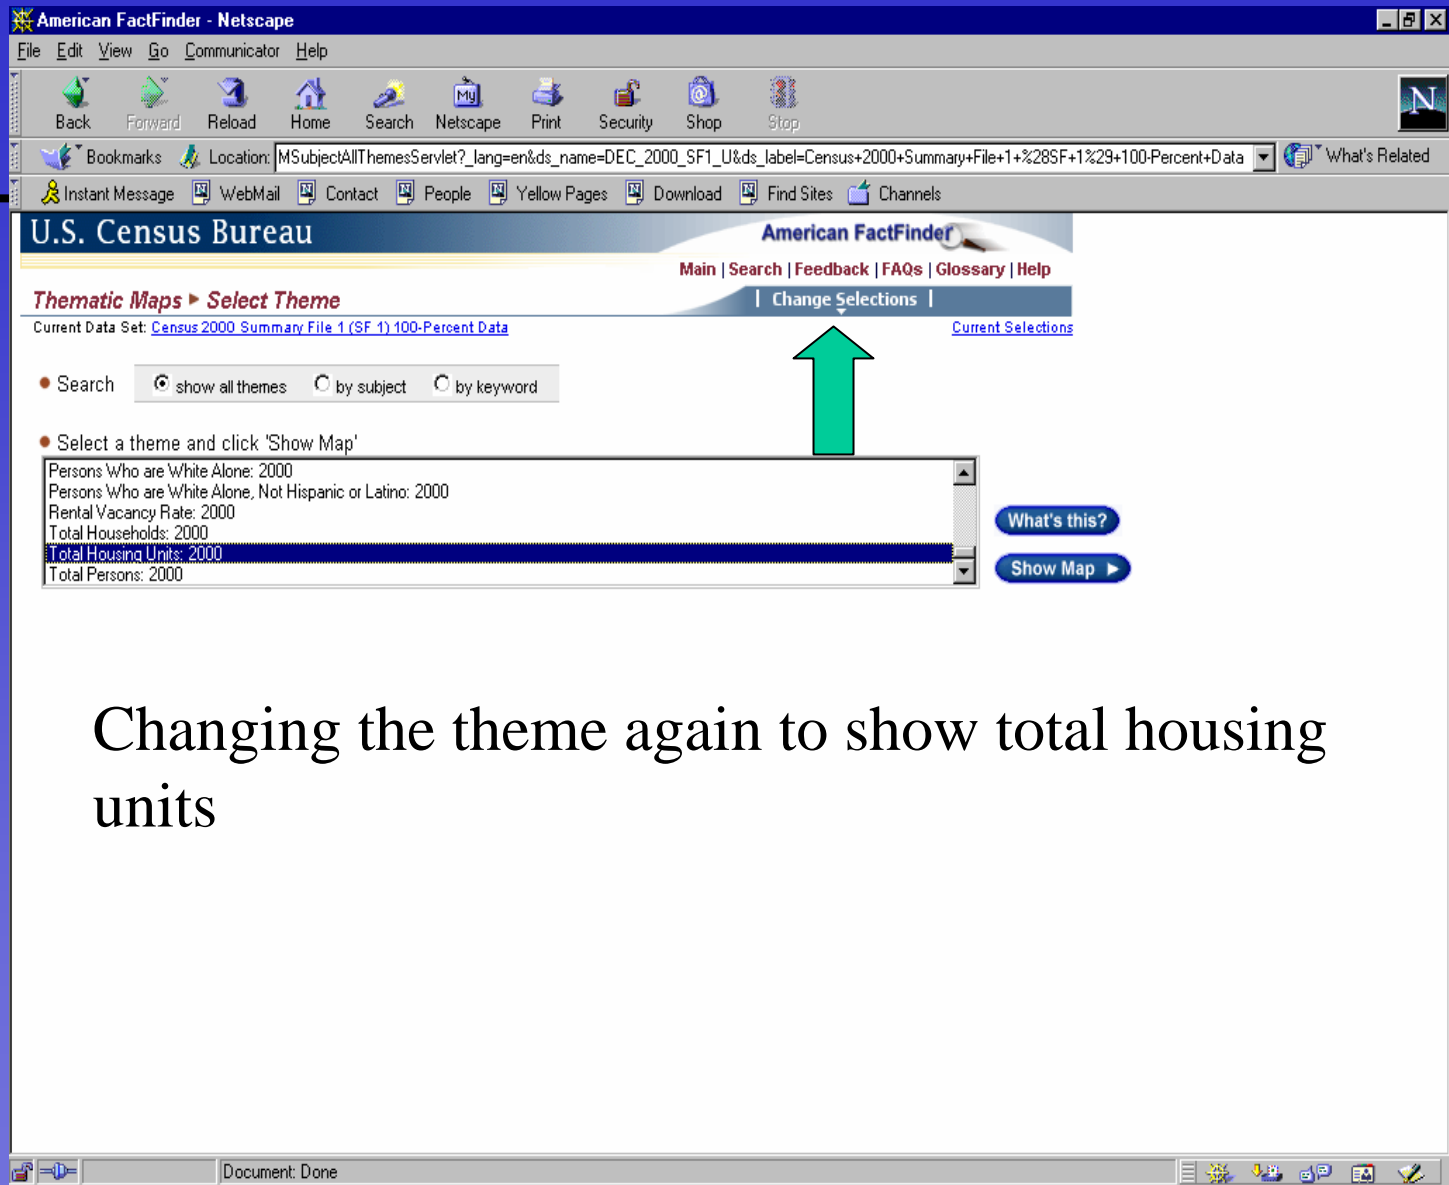 American FactFinder - Netscape
File Edit View Go Communicator Help
My
N
Back Forward Reload Home Search Netscape Print Security Shop Stop
Bookmarks Location: MSubjectAllThemesServlet?_lang=en&ds_name=DEC_2000_SF1_U&ds_label=Census+2000+Summary+File+1+%28SF+1%29+100-Percent+Data What's Related
Instant Message WebMail Contact People Yellow Pages Download Find Sites Channels
U.S. Census Bureau American FactFinder
Main | Search | Feedback | FAQs | Glossary | Help
Thematic Maps ▸ Select Theme | Change Selections |
Current Data Set: Census 2000 Summary File 1 (SF 1) 100-Percent Data Current Selections
• Search show all themes by subject by keyword
• Select a theme and click 'Show Map'
Persons Who are White Alone: 2000
Persons Who are White Alone, Not Hispanic or Latino: 2000
Rental Vacancy Rate: 2000
Total Households: 2000
Total Housing Units: 2000
Total Persons: 2000
What's this?
Show Map ▸
Changing the theme again to show total housing
units
Document: Done